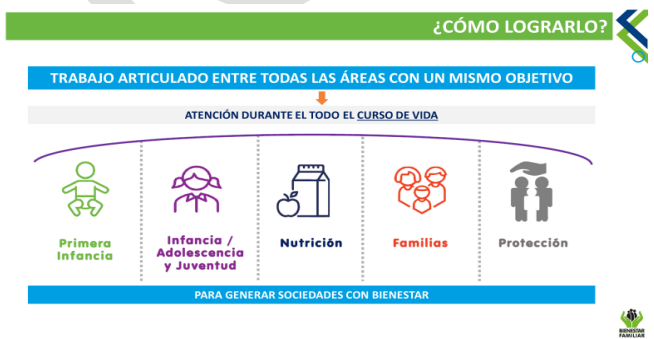 ¿CÓMO LOGRARLO?
TRABAJO ARTICULADO ENTRE TODAS LAS ÁREAS CON UN MISMO OBJETIVO
ATENCIÓN DURANTE EL TODO EL CURSO DE VIDA
Primera
Infancia
Infancia /
Adolescencia
y Juventud
Nutrición
Familias
Protección
PARA GENERAR SOCIEDADES CON BIENESTAR
BIENESTAR
FAMILIAR